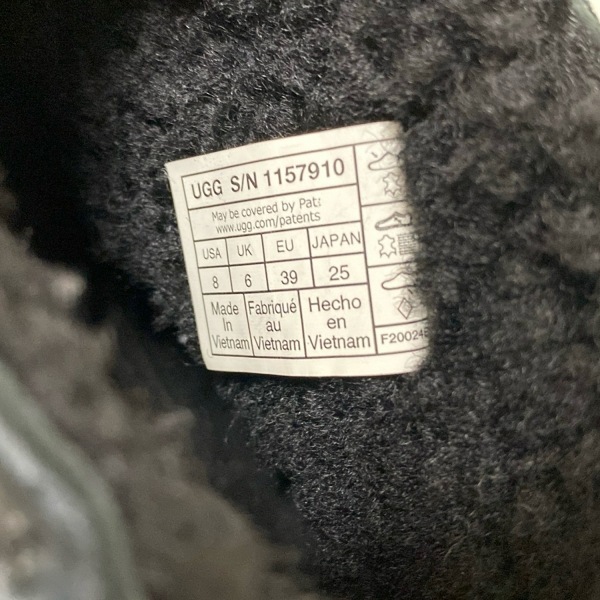 UGG S/N 1157910
May be covered by Pat:
www.ugg.com/patents
USA UK EU JAPAN
8 6 39 25
Made in Vietnam
Fabriqué au Vietnam
Hecho en Vietnam